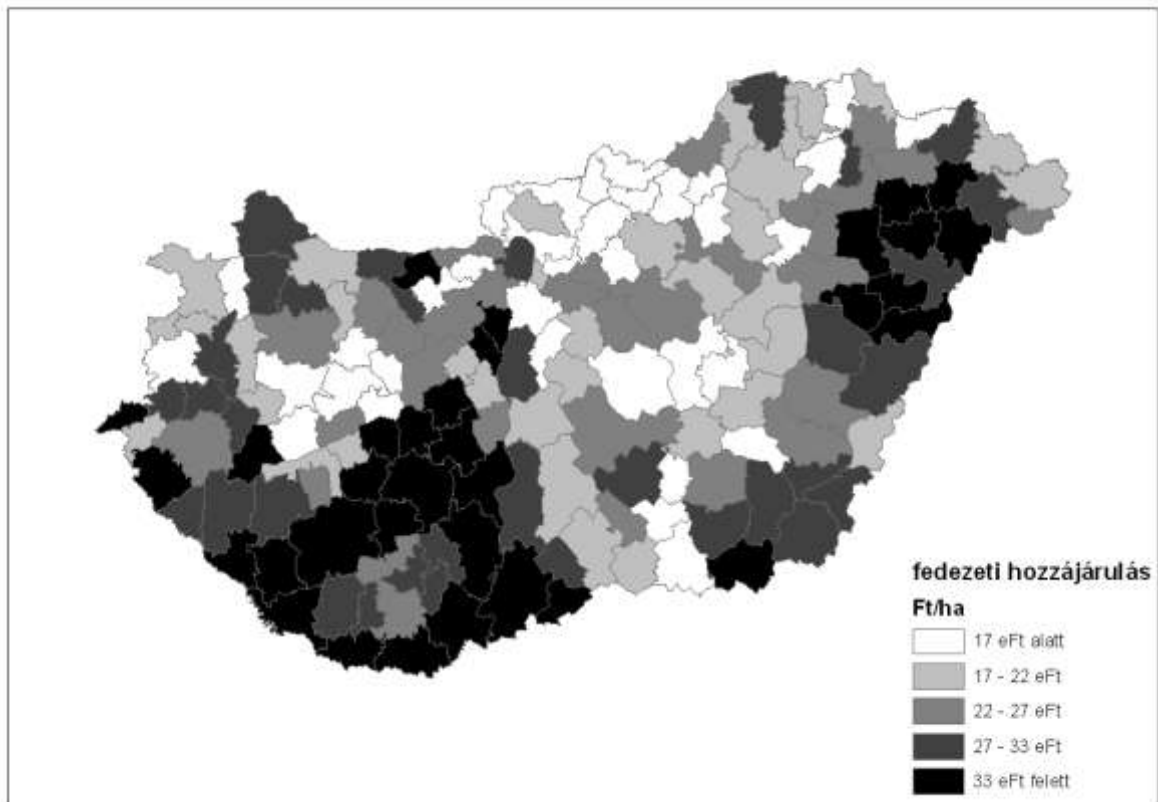 fedezeti hozzájárulás
Ft/ha
17 eFt alatt
17 - 22 eFt
22 - 27 eFt
27 - 33 eFt
33 eFt felett